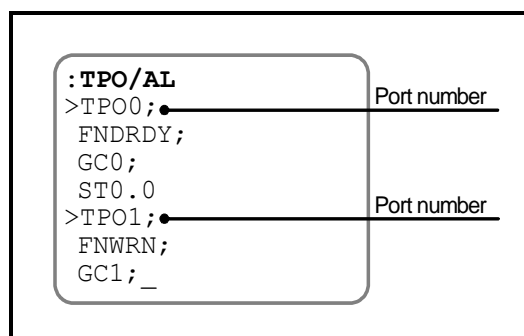 :TPO/AL
>TPO0; Port number
FNDRDY;
GC0;
ST0.0
>TPO1; Port number
FNWRN;
GC1;_